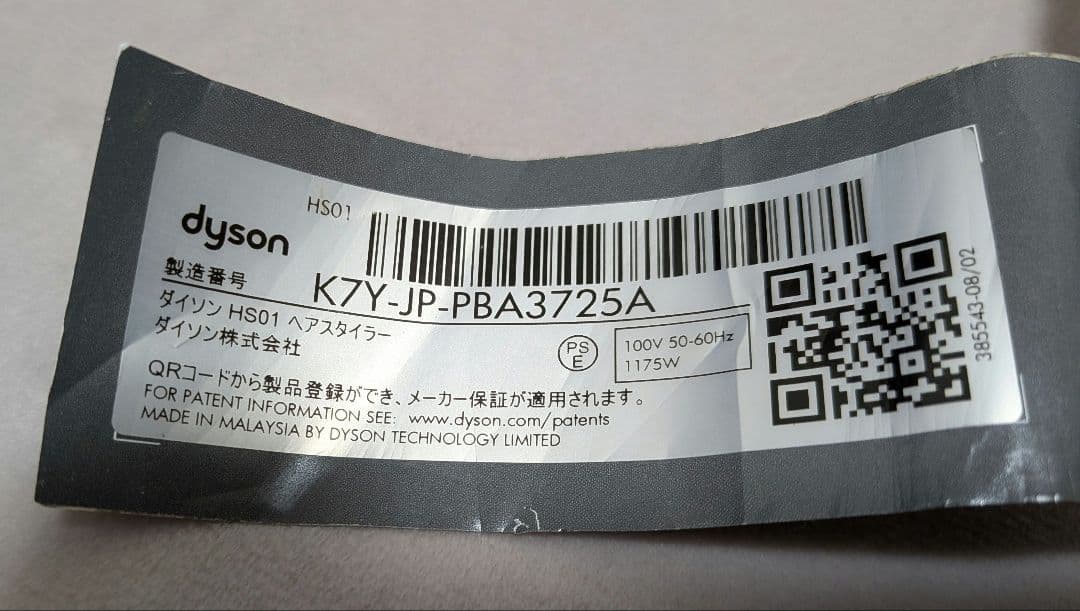 HS01
dyson
製造番号
K7Y-JP-PBA3725A
ダイソン HS01 ヘアスタイラー
ダイソン株式会社
PS
E
100V 50-60Hz
1175W
QRコードから製品登録ができ、メーカー保証が適用されます。
FOR PATENT INFORMATION SEE: www.dyson.com/patents
MADE IN MALAYSIA BY DYSON TECHNOLOGY LIMITED
385543-08/02